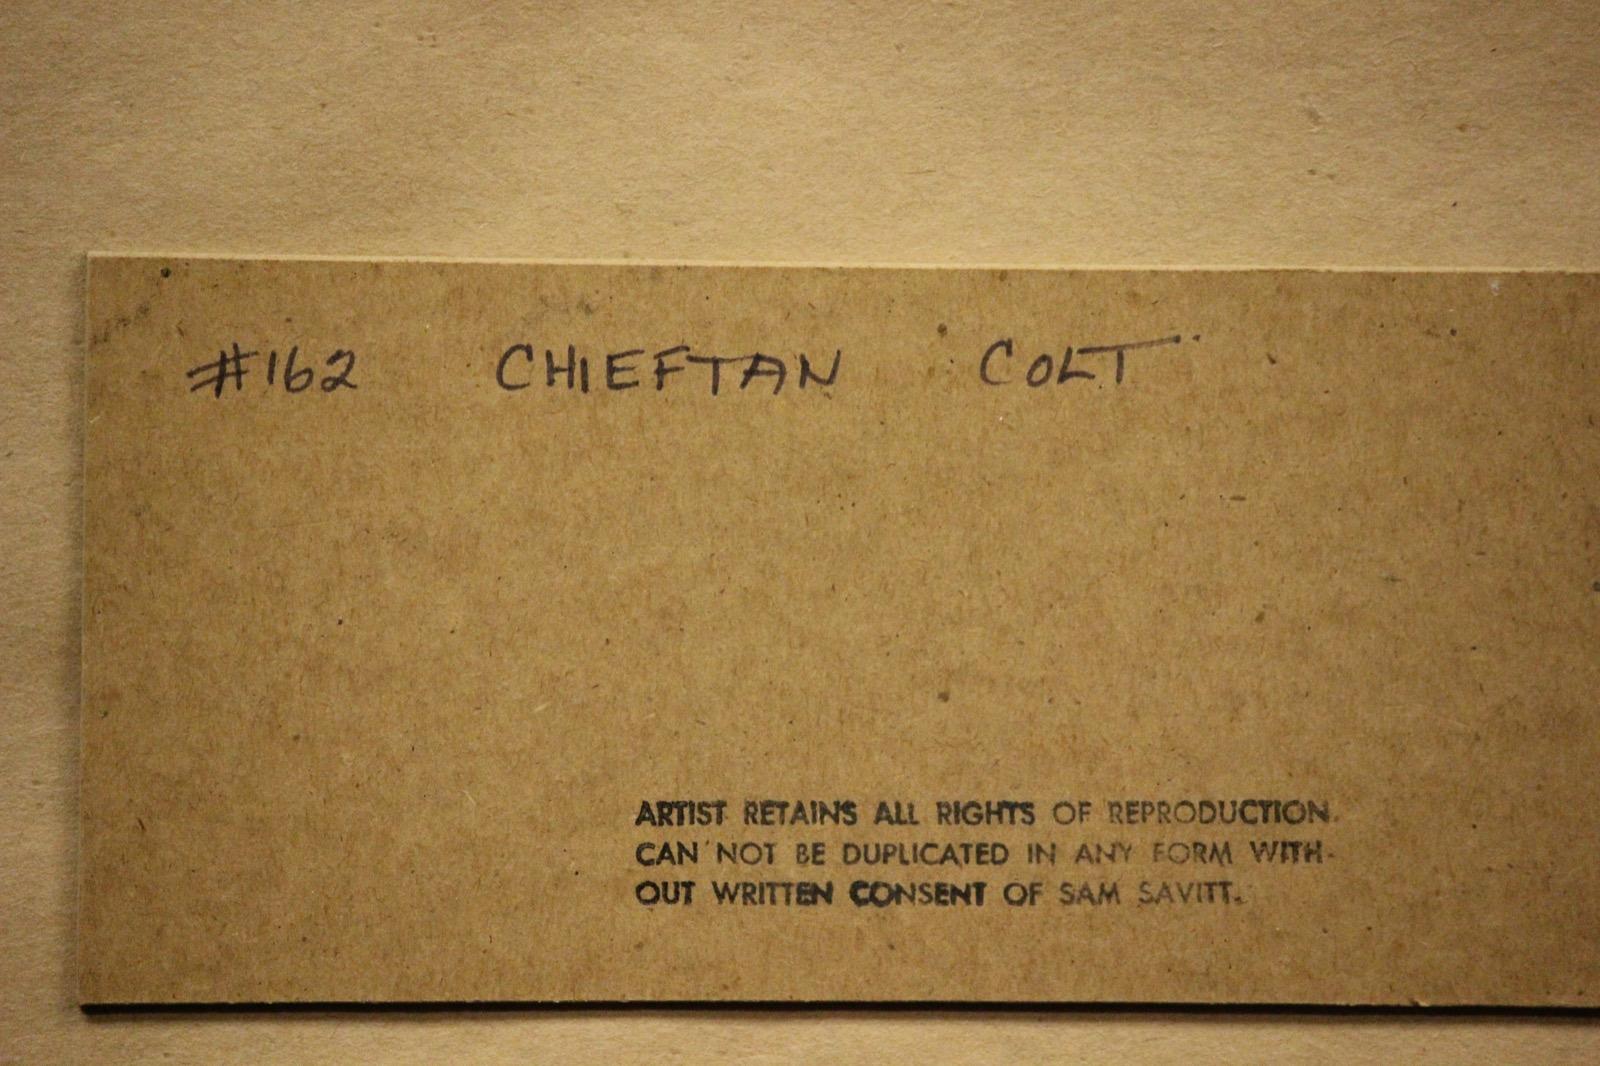 #162 CHIEFTAN COLT
ARTIST RETAINS ALL RIGHTS OF REPRODUCTION.
CAN NOT BE DUPLICATED IN ANY FORM WITH-
OUT WRITTEN CONSENT OF SAM SAVITT.